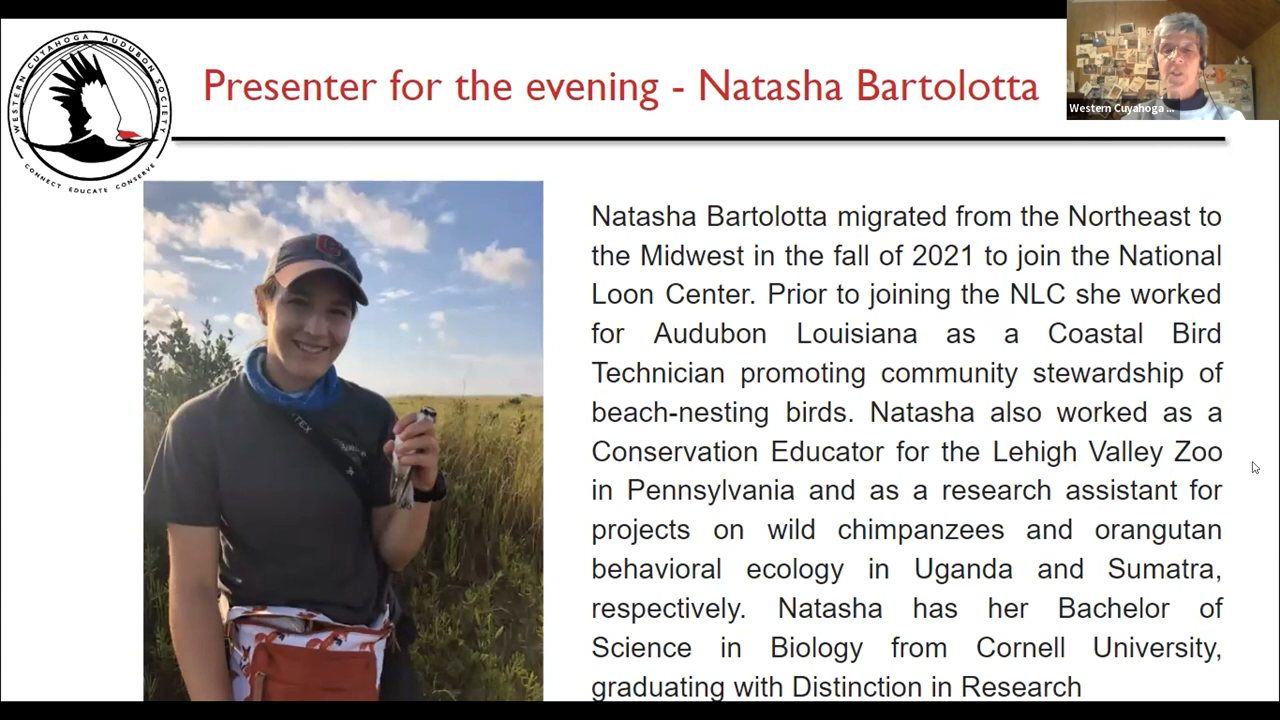 WESTERN CUYAHOGA AUDUBON SOCIETY
CONNECT EDUCATE CONSERVE
Presenter for the evening - Natasha Bartolotta
Western Cuyahoga ...
Natasha Bartolotta migrated from the Northeast to
the Midwest in the fall of 2021 to join the National
Loon Center. Prior to joining the NLC she worked
for Audubon Louisiana as a Coastal Bird
Technician promoting community stewardship of
beach-nesting birds. Natasha also worked as a
Conservation Educator for the Lehigh Valley Zoo
in Pennsylvania and as a research assistant for
projects on wild chimpanzees and orangutan
behavioral ecology in Uganda and Sumatra,
respectively. Natasha has her Bachelor of
Science in Biology from Cornell University,
graduating with Distinction in Research